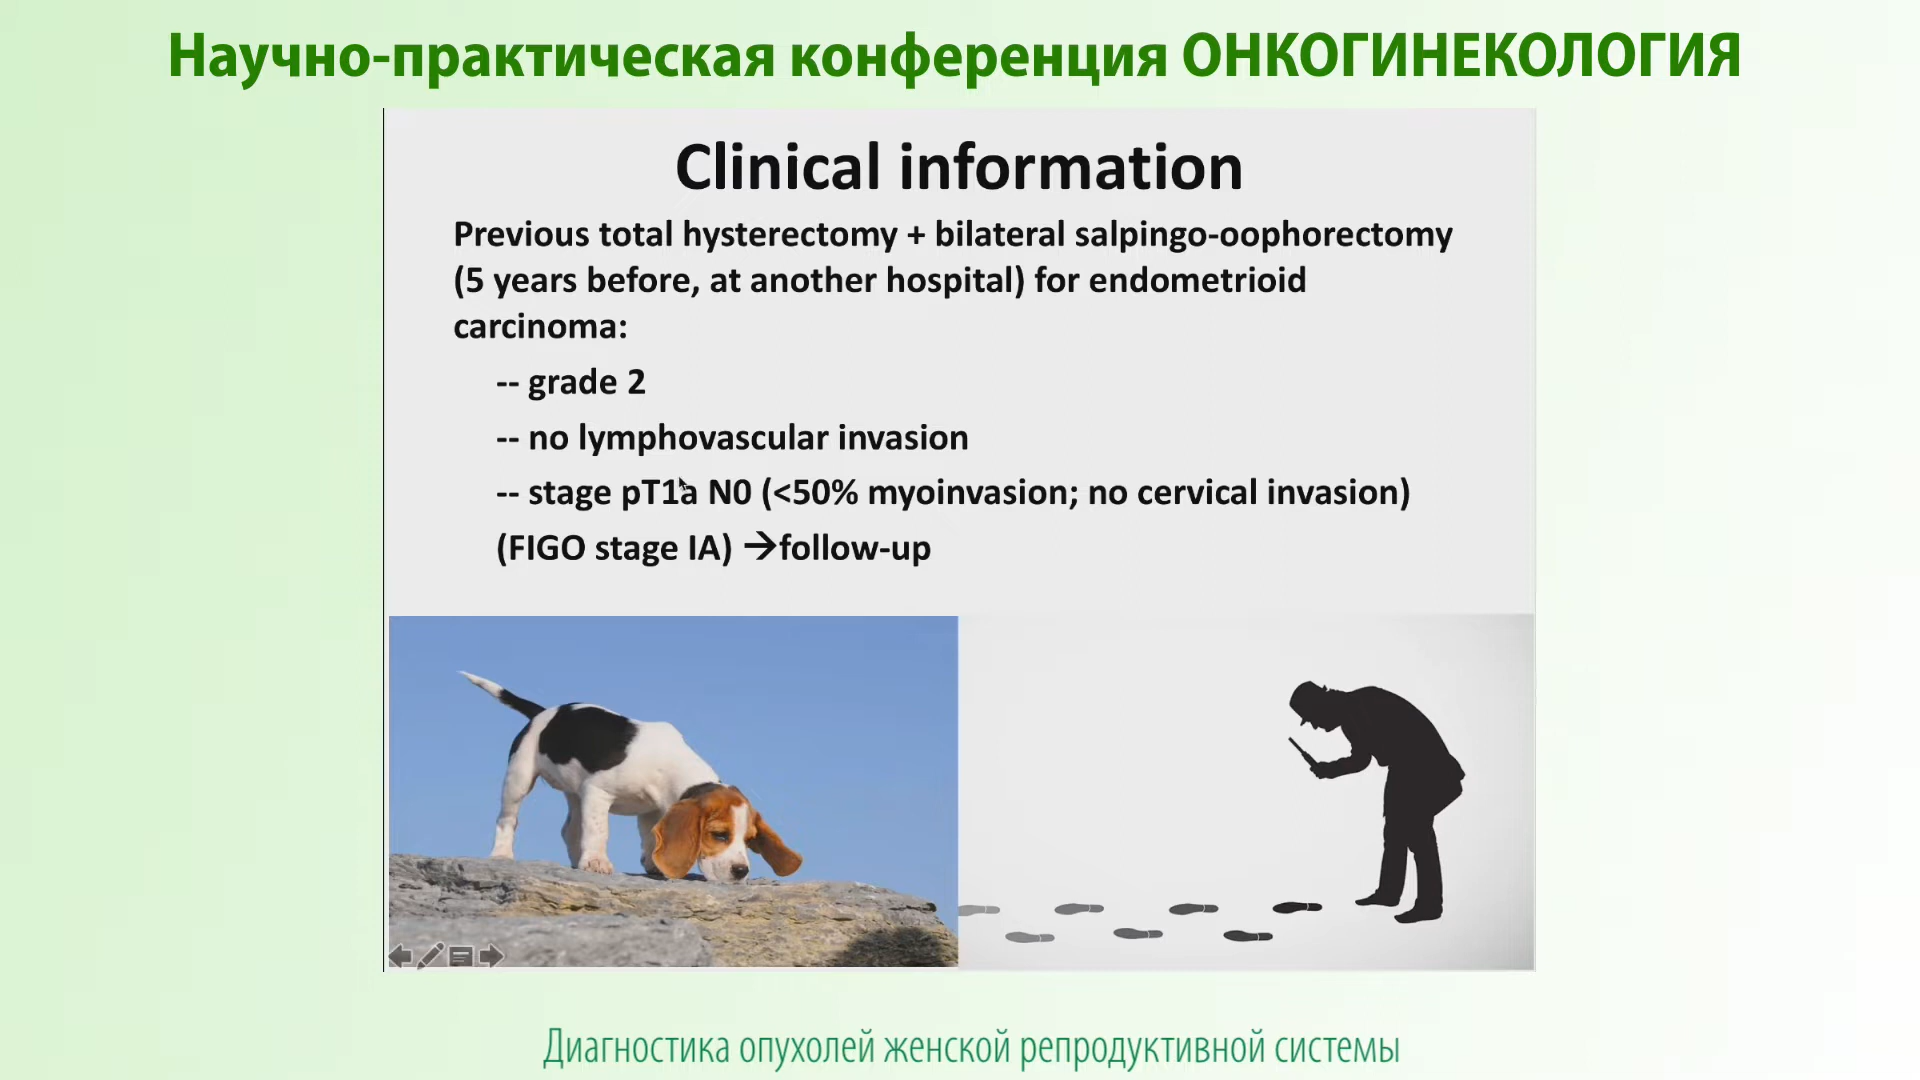 Научно-практическая конференция ОНКОГИНЕКОЛОГИЯ
Clinical information
Previous total hysterectomy + bilateral salpingo-oophorectomy
(5 years before, at another hospital) for endometrioid
carcinoma:
-- grade 2
-- no lymphovascular invasion
-- stage pT1a N0 (<50% myoinvasion; no cervical invasion)
(FIGO stage IA) →follow-up
Диагностика опухолей женской репродуктивной системы